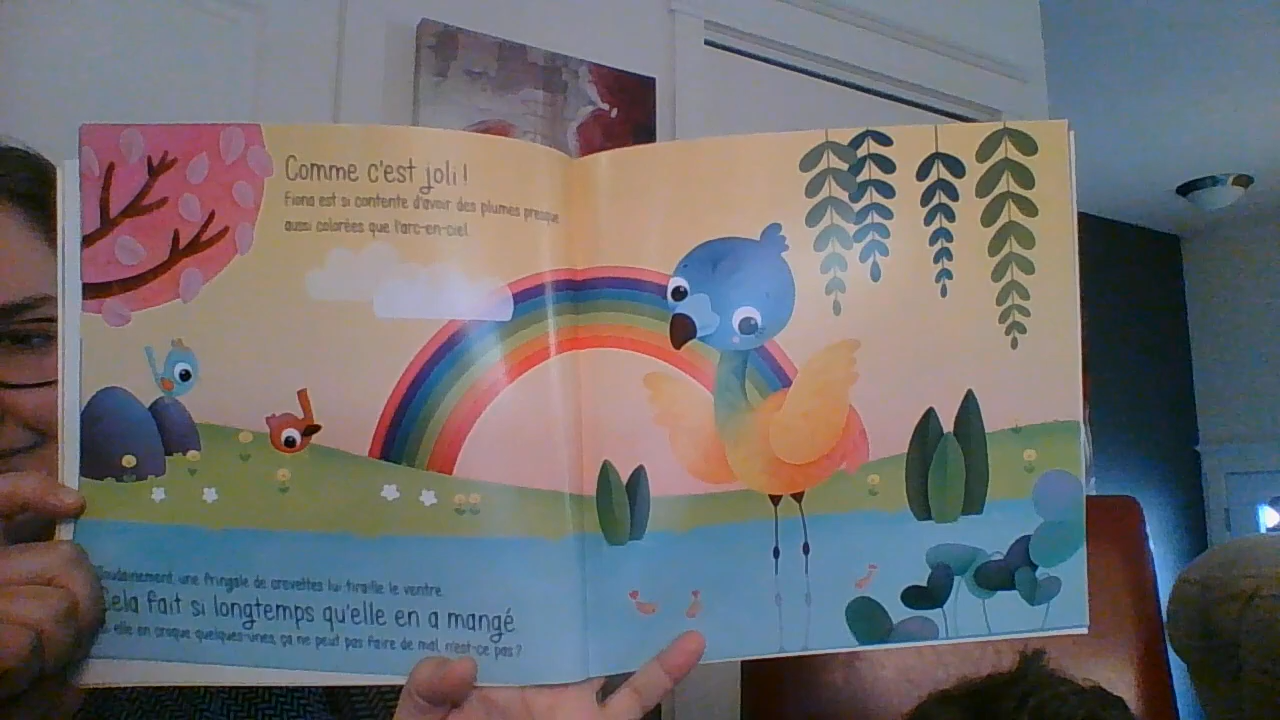 Comme c'est joli !
Fiona est si contente d'avoir des plumes presque
aussi colorées que l'arc-en-ciel.
Soudainement, une fringale de crevettes lui tiraille le ventre.
Cela fait si longtemps qu'elle en a mangé
elle en croque quelques-unes, ça ne peut pas faire de mal, n'est-ce pas ?